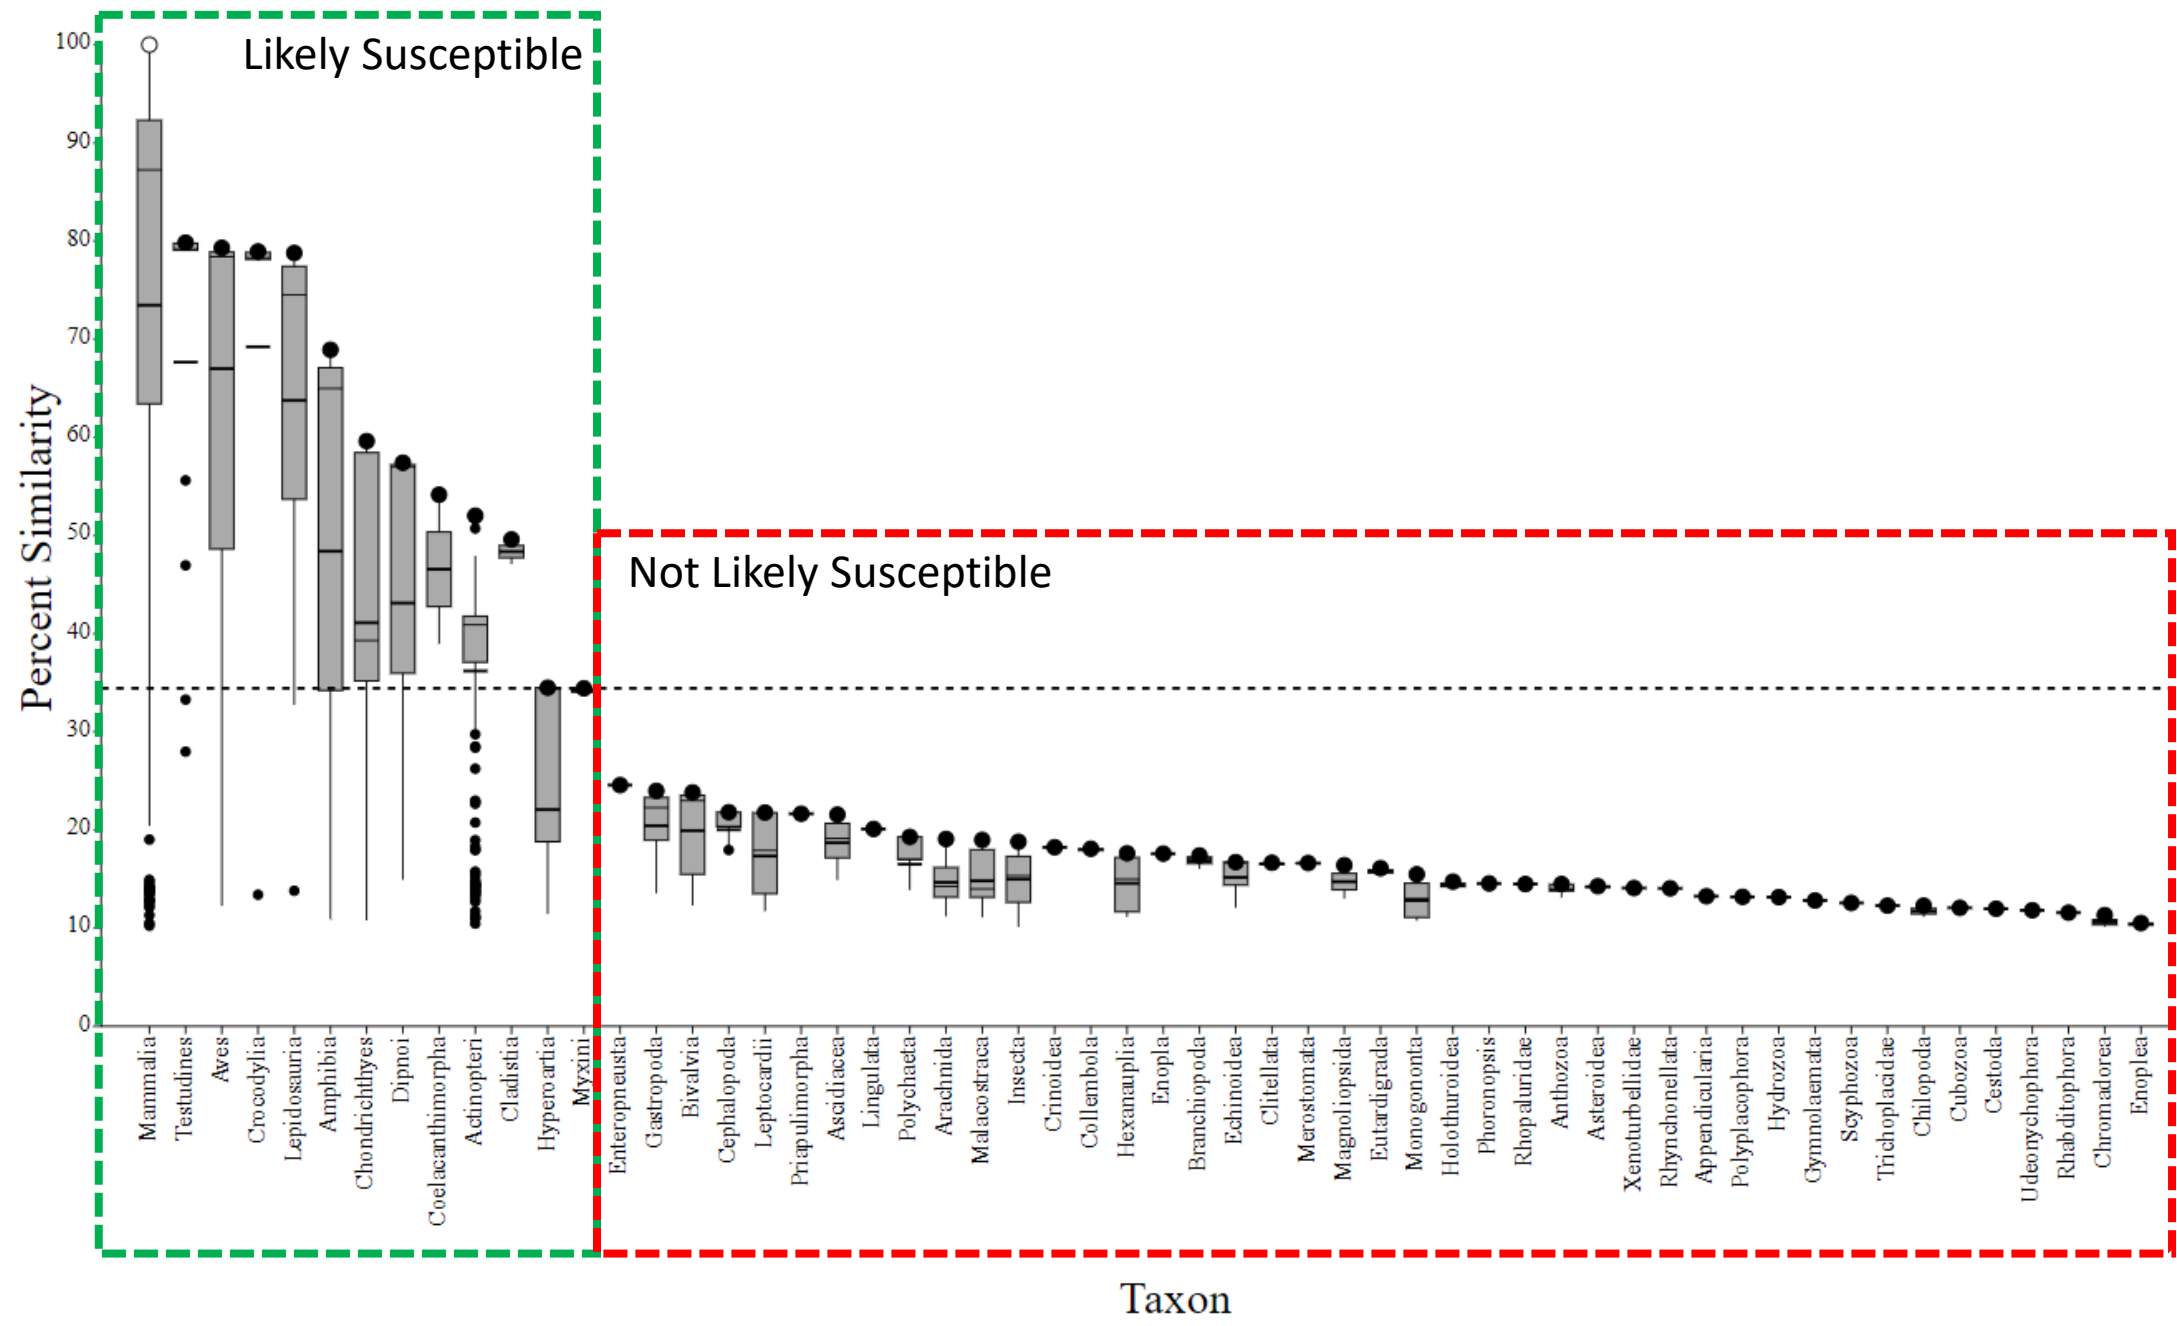 Likely Susceptible
Not Likely Susceptible
Percent Similarity
100
90
80
70
60
50
40
30
20
10
0
Mammalia
Testudines
Aves
Crocodylia
Lepidosauria
Amphibia
Chondrichthyes
Dipnoi
Coelacanthimorpha
Actinopteri
Cladistia
Hyperoartia
Myxini
Enteropneusta
Gastropoda
Bivalvia
Cephalopoda
Leptocardii
Priapulimorpha
Ascidiacea
Lingulata
Polychaeta
Arachnida
Malacostraca
Insecta
Crinoidea
Collembola
Hexanauplia
Enopla
Branchiopoda
Echinoidea
Clitellata
Merostomata
Magnoliopsida
Eutardigrada
Monogononta
Holothuroidea
Phoronopsis
Rhopaluridae
Anthozoa
Asteroidea
Xenoturbellidae
Rhynchonellata
Appendicularia
Polyplacophora
Hydrozoa
Gymnolaemata
Scyphozoa
Trichoplacidae
Chilopoda
Cubozoa
Cestoda
Udeonychophora
Rhabditophora
Chromadorea
Enoplea
Taxon